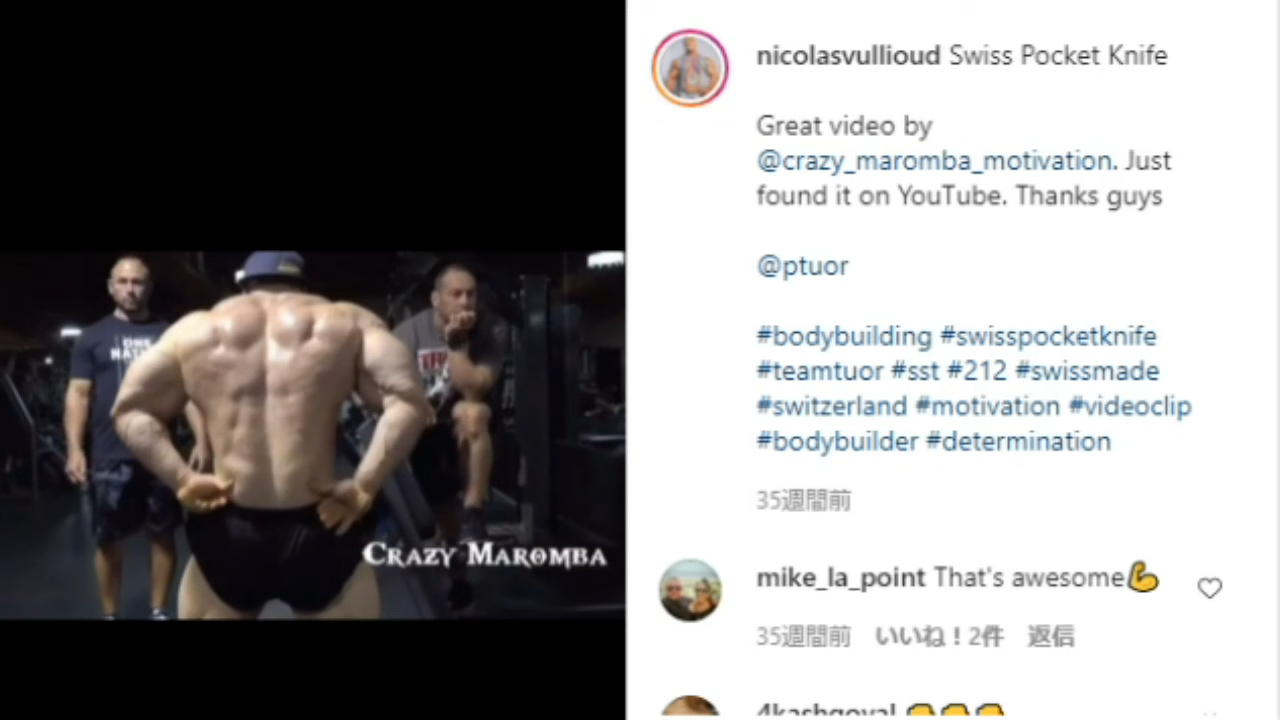 nicolasvullioud Swiss Pocket Knife
Great video by
@crazy_maromba_motivation. Just
found it on YouTube. Thanks guys
@ptuor
#bodybuilding #swisspocketknife
#teamtuor #sst #212 #swissmade
#switzerland #motivation #videoclip
#bodybuilder #determination
35週間前
CRAZY MAROMBA
mike_la_point That's awesome💪
35週間前 いいね！2件 返信
4kashgoyal